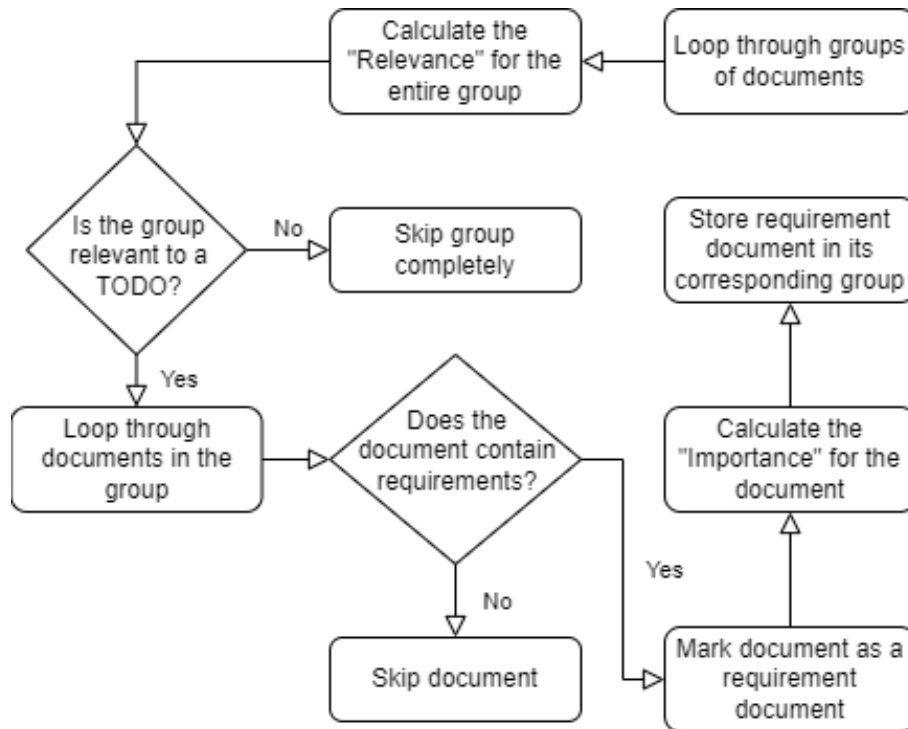 Calculate the
"Relevance" for the
entire group
Loop through groups
of documents
Is the group
relevant to a
TODO?
No
Skip group
completely
Store requirement
document in its
corresponding group
Yes
Loop through
documents in the
group
Does the
document contain
requirements?
Calculate the
"Importance" for the
document
No
Yes
Skip document
Mark document as a
requirement
document